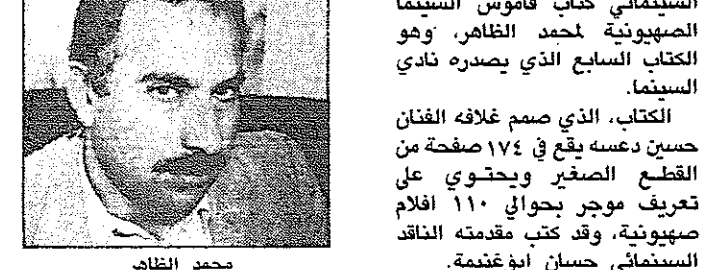 السينمائي كتاب قاموس السينما
الصهيونية لمحمد الظاهر، وهو
الكتاب السابع الذي يصدره نادي
السينما.
الكتاب، الذي صمم غلافه الفنان
حسين دعسه يقع في ١٧٤ صفحة من
القطع الصغير ويحتوي على
تعريف موجر بحوالي ١١٠ افلام
صهيونية، وقد كتب مقدمته الناقد
السينمائي حسان ابو غنيمة.
محمد الظاهر